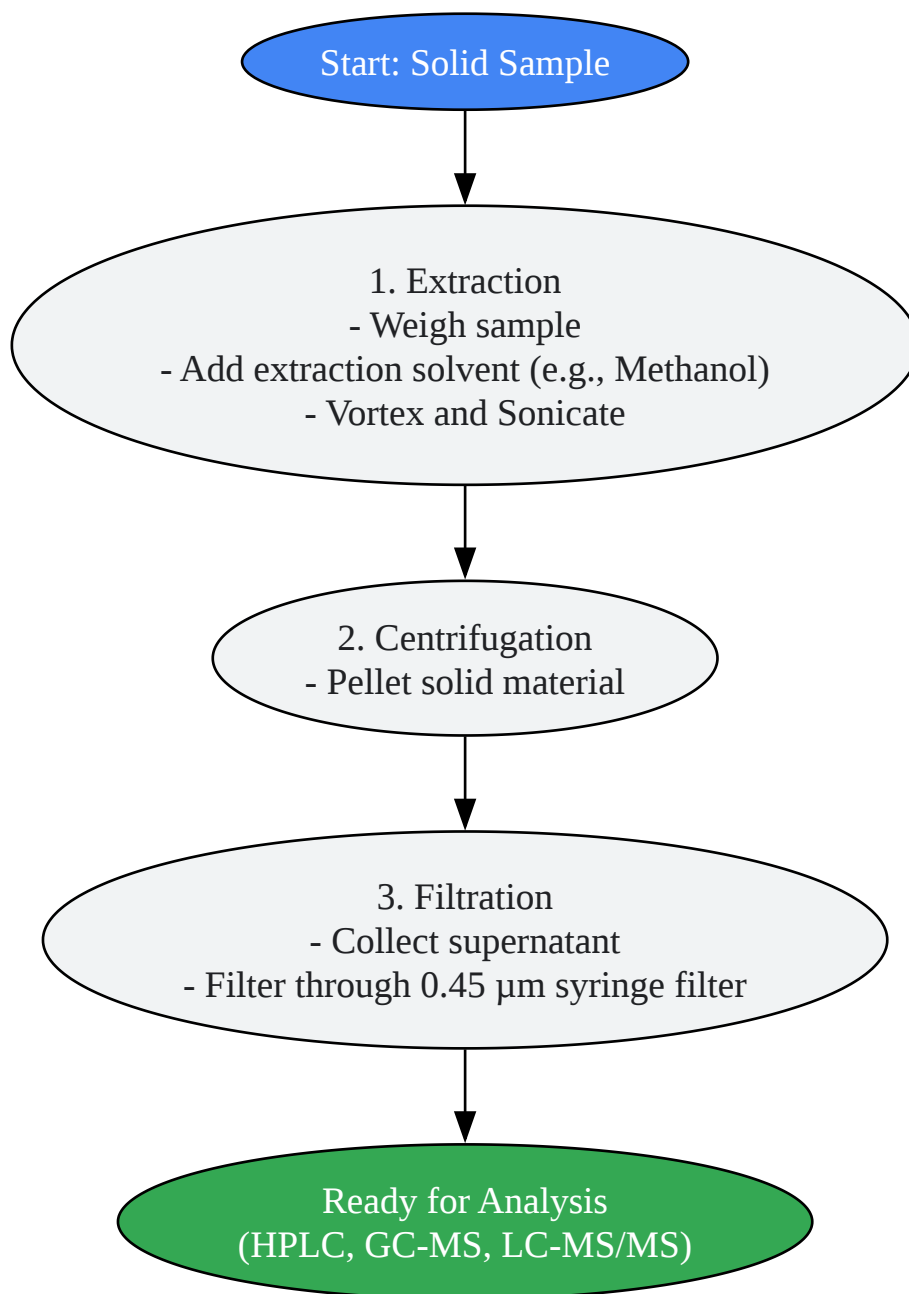 Start: Solid Sample
1. Extraction
- Weigh sample
- Add extraction solvent (e.g., Methanol)
- Vortex and Sonicate
2. Centrifugation
- Pellet solid material
3. Filtration
- Collect supernatant
- Filter through 0.45 µm syringe filter
Ready for Analysis
(HPLC, GC-MS, LC-MS/MS)